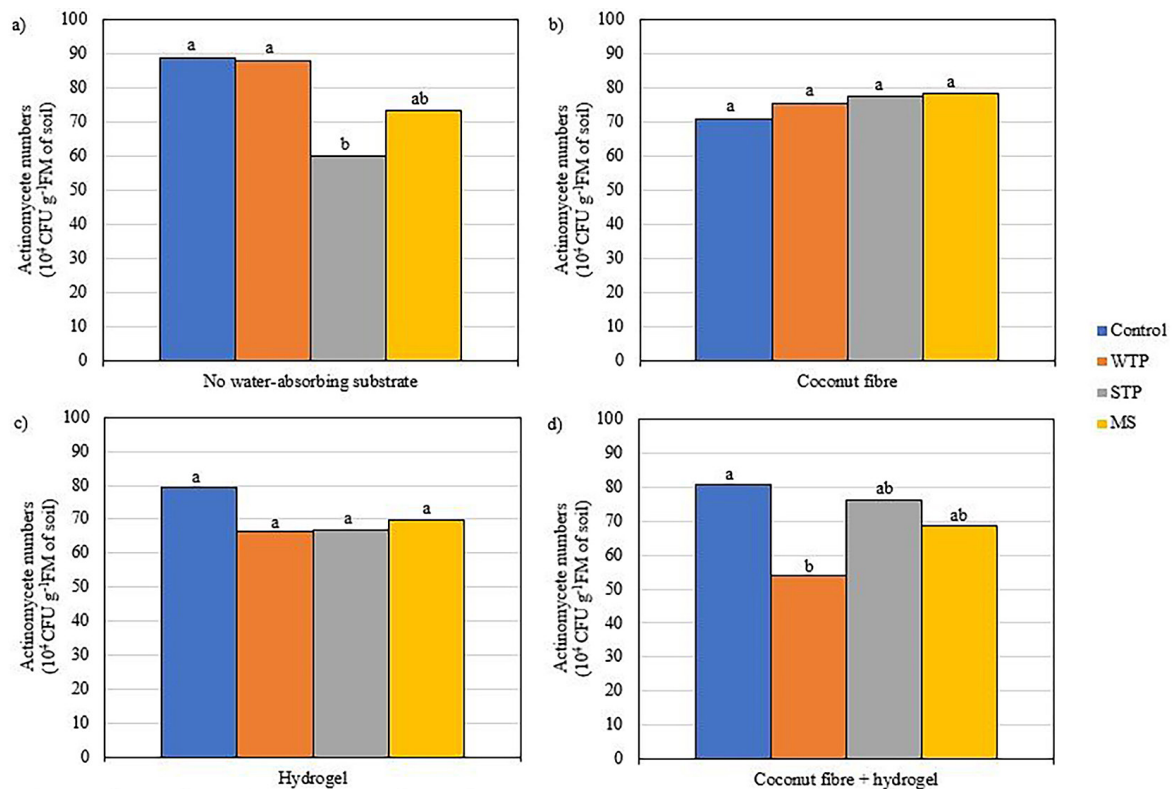 a)
Actinomycete numbers
(10⁴ CFU g⁻¹FM of soil)
100
90
80
70
60
50
40
30
20
10
0
a
a
b
ab
No water-absorbing substrate
b)
Actinomycete numbers
(10⁴ CFU g⁻¹FM of soil)
100
90
80
70
60
50
40
30
20
10
0
a
a
a
a
Coconut fibre
Control
WTP
STP
MS
c)
Actinomycete numbers
(10⁴ CFU g⁻¹FM of soil)
100
90
80
70
60
50
40
30
20
10
0
a
a
a
a
Hydrogel
d)
Actinomycete numbers
(10⁴ CFU g⁻¹FM of soil)
100
90
80
70
60
50
40
30
20
10
0
a
b
ab
ab
Coconut fibre + hydrogel